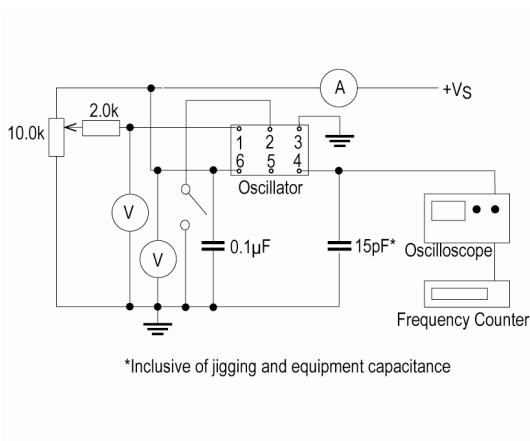 A
+VS
2.0k
10.0k
1 2 3
6 5 4
Oscillator
V
V
0.1µF
15pF*
Oscilloscope
Frequency Counter
*Inclusive of jigging and equipment capacitance